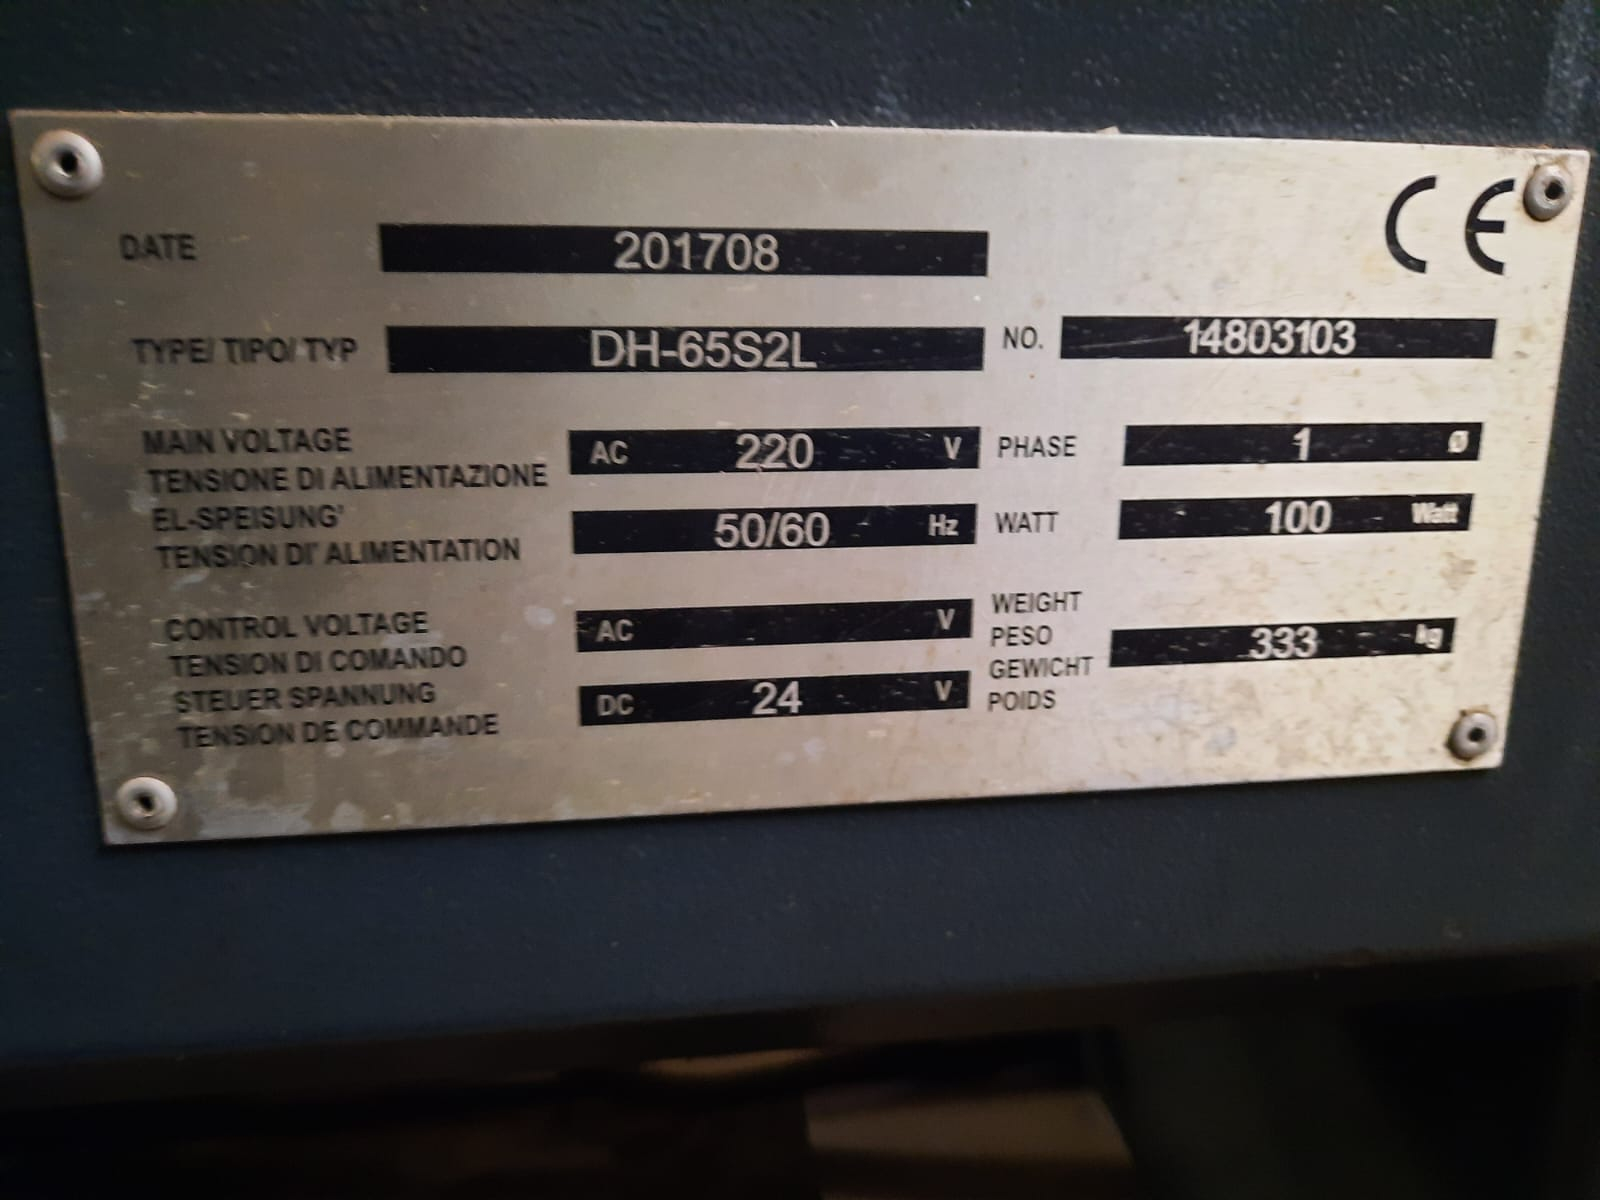 CE
DATE 201708
TYPE/ TIPO/ TYP DH-65S2L NO. 14803103
MAIN VOLTAGE
TENSIONE DI ALIMENTAZIONE
EL-SPEISUNG'
TENSION DI' ALIMENTATION
AC 220 V PHASE 1 Ø
50/60 Hz WATT 100 Watt
CONTROL VOLTAGE
TENSION DI COMANDO
STEUER SPANNUNG
TENSION DE COMMANDE
AC V
DC 24 V
WEIGHT
PESO
GEWICHT
POIDS
333 kg